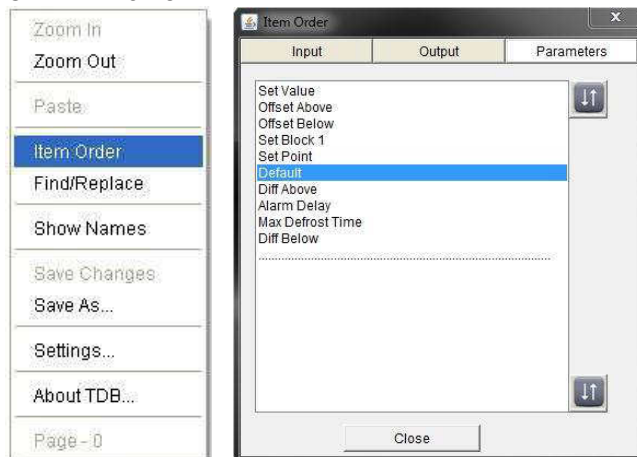 Zoom In
Zoom Out
Paste
Item Order
Find/Replace
Show Names
Save Changes
Save As...
Settings...
About TDB...
Page - 0
Item Order
x
Input Output Parameters
Set Value
Offset Above
Offset Below
Set Block 1
Set Point
Default
Diff Above
Alarm Delay
Max Defrost Time
Diff Below
Close